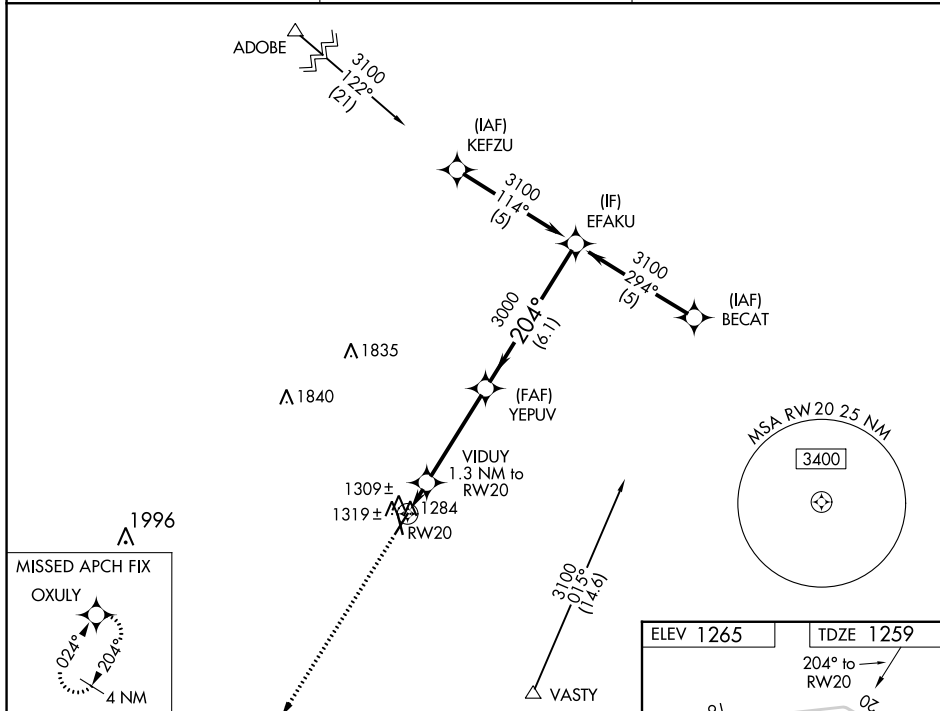 ADOBE
3100
122°
(21)
(IAF)
KEFZU
3100
114°
(5)
(IF)
EFAKU
3100
294°
(5)
(IAF)
BECAT
3000
204°
(6.1)
1835
1840
(FAF)
YEPUV
MSA RW20 25 NM
3400
VIDUY
1.3 NM to
RW20
1309±
1319±
1284
RW20
1996
MISSED APCH FIX
OXULY
024°
204°
4 NM
3100
015°
(14.6)
VASTY
ELEV 1265
TDZE 1259
204° to
RW20
20